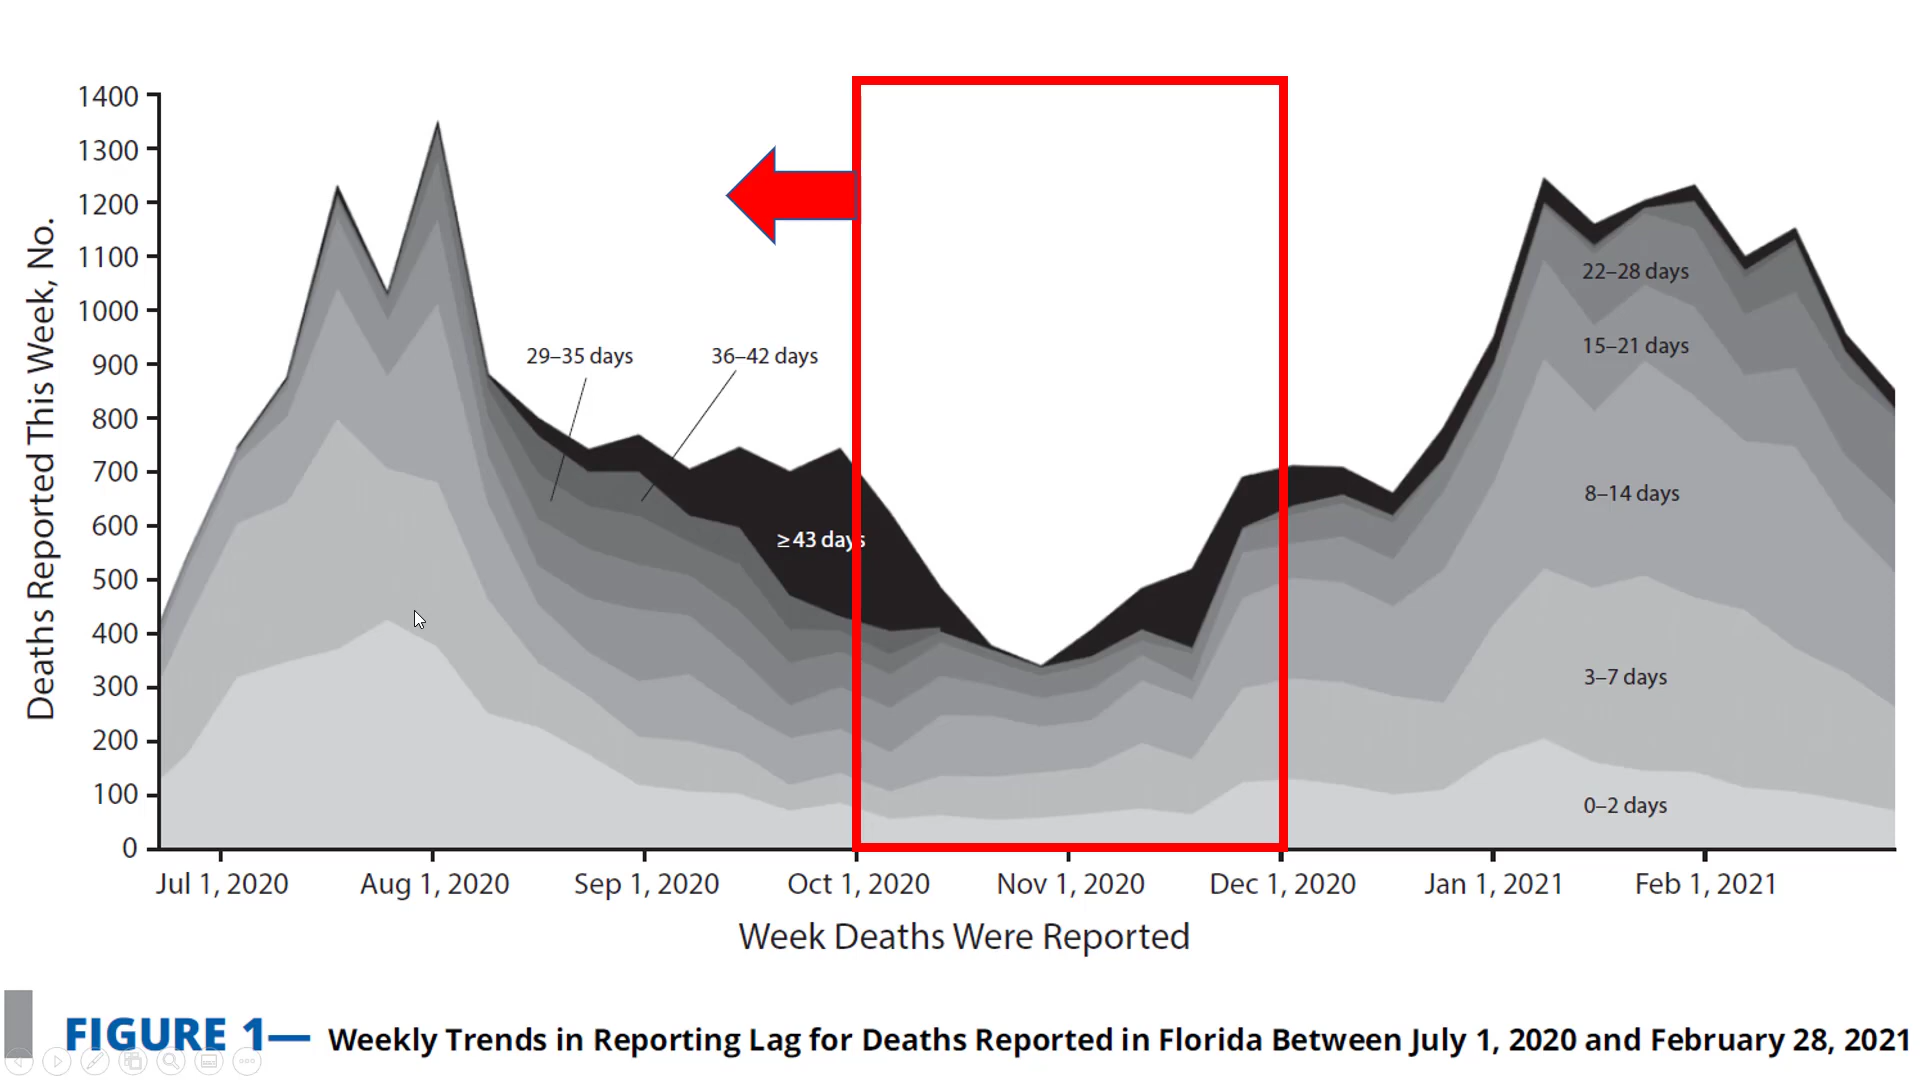 1400
1300
1200
1100
1000
900
800
700
600
500
400
300
200
100
0
Deaths Reported This Week, No.
29–35 days
36–42 days
≥43 days
22–28 days
15–21 days
8–14 days
3–7 days
0–2 days
Jul 1, 2020 Aug 1, 2020 Sep 1, 2020 Oct 1, 2020 Nov 1, 2020 Dec 1, 2020 Jan 1, 2021 Feb 1, 2021
Week Deaths Were Reported
FIGURE 1— Weekly Trends in Reporting Lag for Deaths Reported in Florida Between July 1, 2020 and February 28, 2021